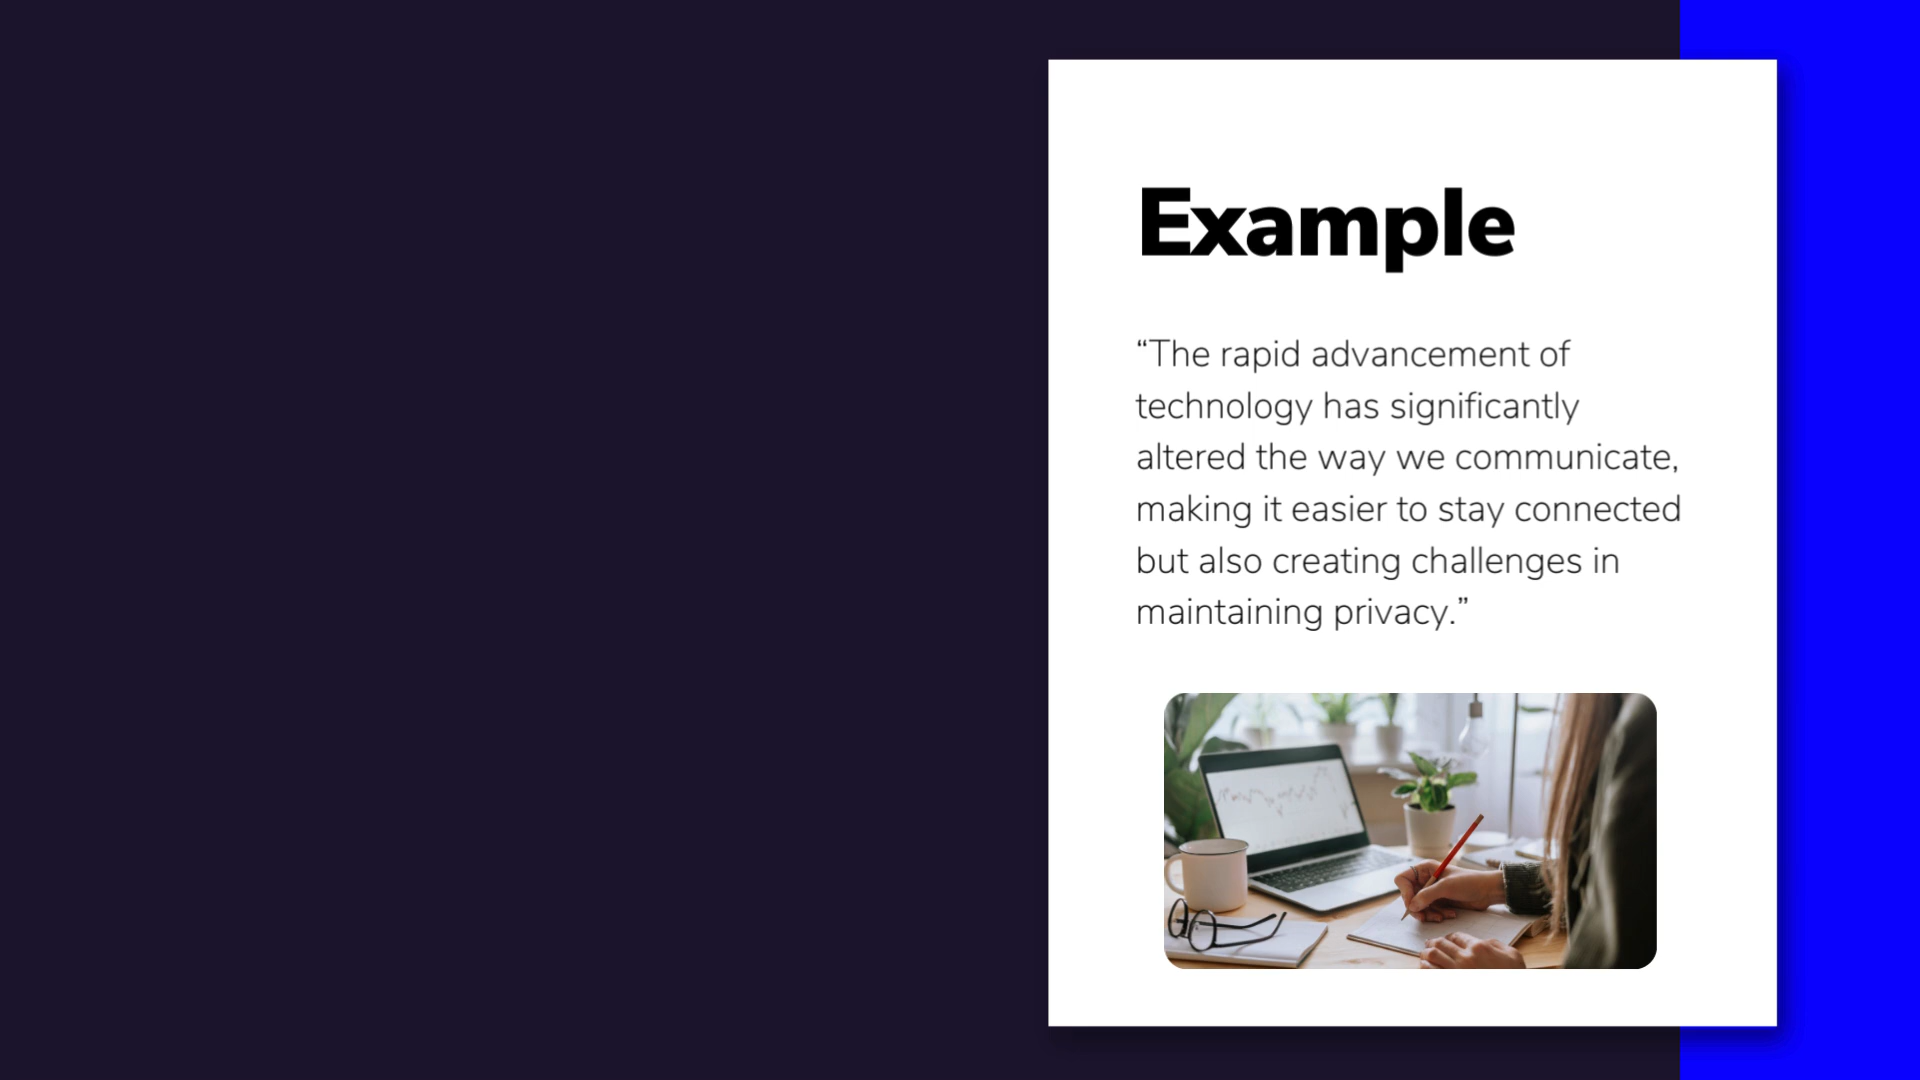 Example
“The rapid advancement of
technology has significantly
altered the way we communicate,
making it easier to stay connected
but also creating challenges in
maintaining privacy.”